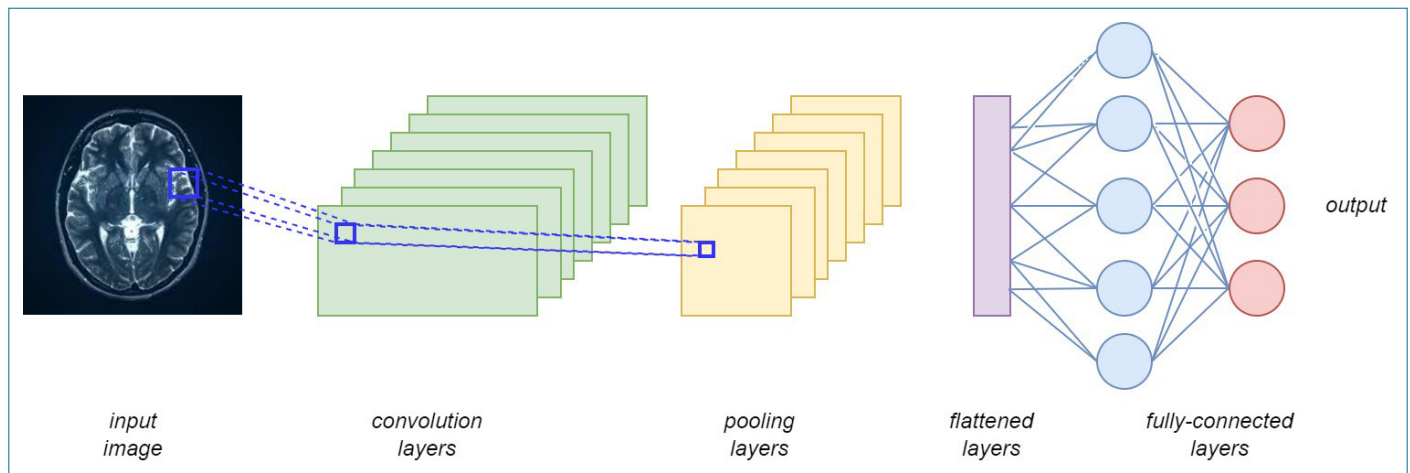 output
input
image
convolution
layers
pooling
layers
flattened
layers
fully-connected
layers